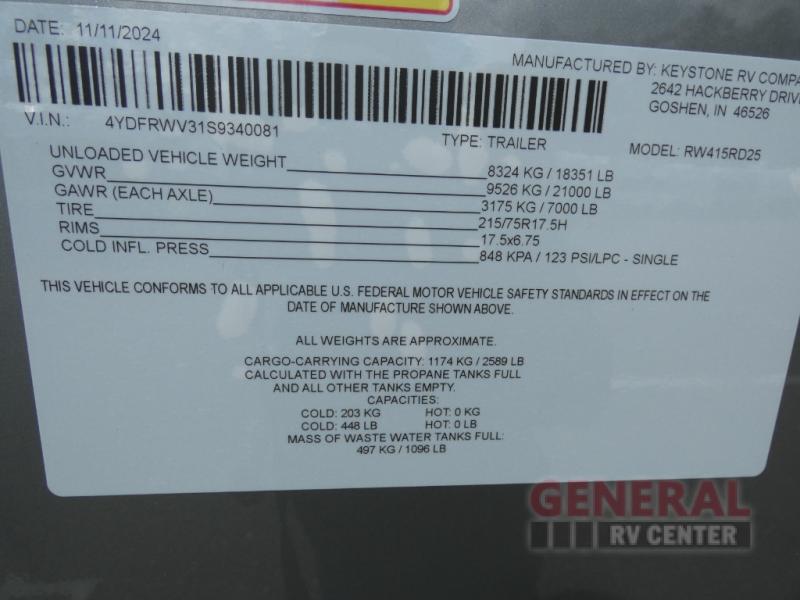 DATE: 11/11/2024
MANUFACTURED BY: KEYSTONE RV COMPA
2642 HACKBERRY DRIVE
GOSHEN, IN 46526
V.I.N.: 4YDFRWV31S9340081
TYPE: TRAILER
MODEL: RW415RD25
UNLOADED VEHICLE WEIGHT 8324 KG / 18351 LB
GVWR 9526 KG / 21000 LB
GAWR (EACH AXLE) 3175 KG / 7000 LB
TIRE 215/75R17.5H
RIMS 17.5x6.75
COLD INFL. PRESS 848 KPA / 123 PSI/LPC - SINGLE
THIS VEHICLE CONFORMS TO ALL APPLICABLE U.S. FEDERAL MOTOR VEHICLE SAFETY STANDARDS IN EFFECT ON THE
DATE OF MANUFACTURE SHOWN ABOVE.
ALL WEIGHTS ARE APPROXIMATE.
CARGO-CARRYING CAPACITY: 1174 KG / 2589 LB
CALCULATED WITH THE PROPANE TANKS FULL
AND ALL OTHER TANKS EMPTY.
CAPACITIES:
COLD: 203 KG HOT: 0 KG
COLD: 448 LB HOT: 0 LB
MASS OF WASTE WATER TANKS FULL:
497 KG / 1096 LB
GENERAL
RV CENTER